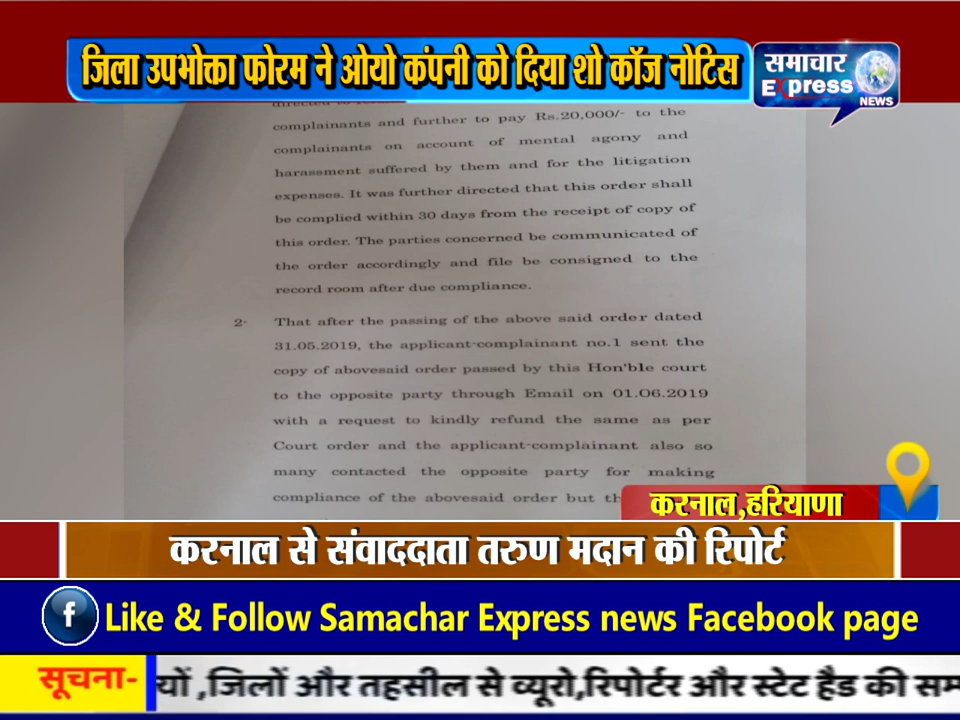 जिला उपभोक्ता फोरम ने ओयो कंपनी को दिया शो कॉज नोटिस
समाचार
Express
NEWS
directed to
complainants and further to pay Rs.20,000/- to the
complainants on account of mental agony and
harassment suffered by them and for the litigation
expenses. It was further directed that this order shall
be complied within 30 days from the receipt of copy of
this order. The parties concerned be communicated of
the order accordingly and file be consigned to the
record room after due compliance.
2- That after the passing of the above said order dated
31.05.2019, the applicant-complainant no.1 sent the
copy of abovesaid order passed by this Hon'ble court
to the opposite party through Email on 01.06.2019
with a request to kindly refund the same as per
Court order and the applicant-complainant also so
many contacted the opposite party for making
compliance of the abovesaid order but
करनाल,हरियाणा
करनाल से संवाददाता तरुण मदान की रिपोर्ट
f Like & Follow Samachar Express news Facebook page
सूचना- यों ,जिलों और तहसील से व्यूरो,रिपोर्टर और स्टेट हैड की सम्प